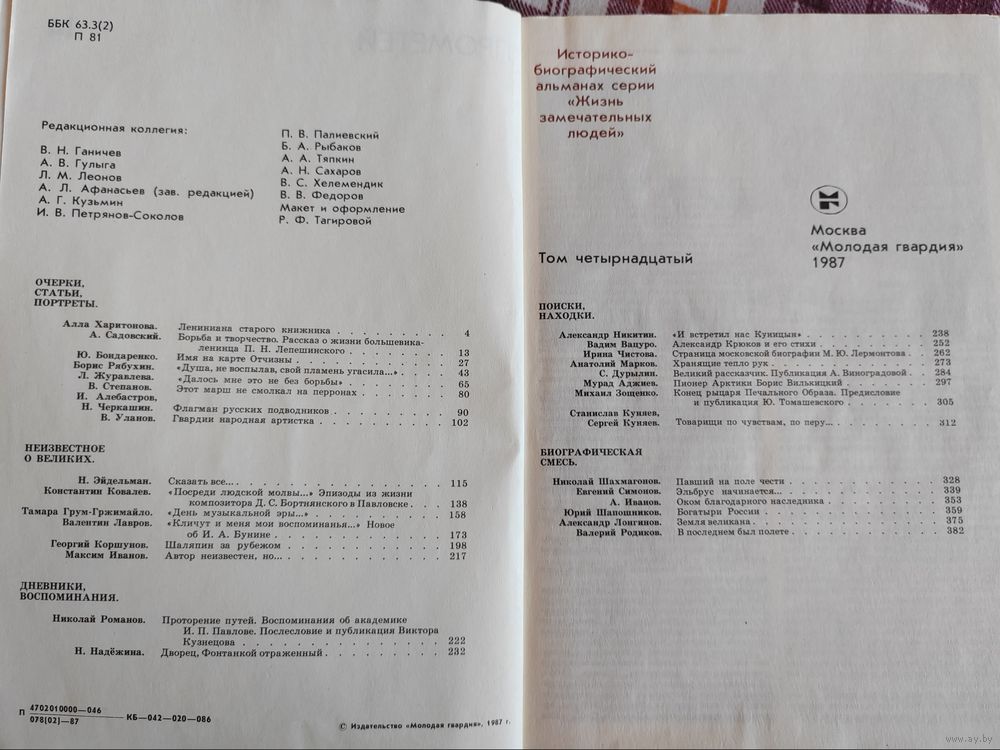 ББК 63.3(2)
П 81
Редакционная коллегия:
В. Н. Ганичев
А. В. Гулыга
Л. М. Леонов
А. Л. Афанасьев (зав. редакцией)
А. Г. Кузьмин
И. В. Петрянов-Соколов
П. В. Палиевский
Б. А. Рыбаков
А. А. Тяпкин
А. Н. Сахаров
В. С. Хелемендик
В. В. Федоров
Макет и оформление
Р. Ф. Тагировой
ОЧЕРКИ,
СТАТЬИ,
ПОРТРЕТЫ.
Алла Харитонова. Лениниана старого книжника . . . . . . . . . 4
А. Садовский. Борьба и творчество. Рассказ о жизни большевика-
ленинца П. Н. Лепешинского . . . . . . . . 13
Ю. Бондаренко. Имя на карте Отчизны . . . . . . . . . . . . 27
Борис Рябухин. «Душа, не воспылав, свой пламень угасила...» . . . . 43
Л. Журавлева. «Далось мне это не без борьбы» . . . . . . . . . 65
В. Степанов. Этот марш не смолкал на перронах . . . . . . . . 80
И. Алебастров,
Н. Черкашин. Флагман русских подводников . . . . . . . . . 90
В. Уланов. Гвардии народная артистка . . . . . . . . . . 102
НЕИЗВЕСТНОЕ
О ВЕЛИКИХ.
Н. Эйдельман. Сказать все... . . . . . . . . . . . . . . . . 115
Константин Ковалев. «Посреди людской молвы...» Эпизоды из жизни
композитора Д. С. Бортнянского в Павловске . . 138
Тамара Грум-Гржимайло. «День музыкальной эры...» . . . . . . . . . . . 158
Валентин Лавров. «Кличут и меня мои воспоминанья...» Новое
об И. А. Бунине . . . . . . . . . . . . . . 173
Георгий Коршунов. Шаляпин за рубежом . . . . . . . . . . . . . 198
Максим Иванов. Автор неизвестен, но... . . . . . . . . . . . . 217
ДНЕВНИКИ,
ВОСПОМИНАНИЯ.
Николай Романов. Проторение путей. Воспоминания об академике
И. П. Павлове. Послесловие и публикация Виктора
Кузнецова . . . . . . . . . . . . . . . . . 222
Н. Надёжина. Дворец, Фонтанкой отраженный . . . . . . . . . 232
П 4702010000—046
078(02)—87 КБ—042—020—086
© Издательство «Молодая гвардия», 1987 г.
Историко-
биографический
альманах серии
«Жизнь
замечательных
людей»
Москва
«Молодая гвардия»
1987
Том четырнадцатый
ПОИСКИ,
НАХОДКИ.
Александр Никитин. «И встретил нас Куницын» . . . . . . . . . . 238
Вадим Вацуро. Александр Крюков и его стихи . . . . . . . . . 252
Ирина Чистова. Страница московской биографии М. Ю. Лермонтова . 262
Анатолий Марков. Хранящие тепло рук . . . . . . . . . . . . . 273
С. Дурылин. Великий рассказчик. Публикация А. Виноградовой . 284
Мурад Аджиев. Пионер Арктики Борис Вилькицкий . . . . . . . 297
Михаил Зощенко. Конец рыцаря Печального Образа. Предисловие
и публикация Ю. Томашевского . . . . . . . 305
Станислав Куняев,
Сергей Куняев. Товарищи по чувствам, по перу... . . . . . . . . 312
БИОГРАФИЧЕСКАЯ
СМЕСЬ.
Николай Шахмагонов. Павший на поле чести . . . . . . . . . . . . 328
Евгений Симонов. Эльбрус начинается... . . . . . . . . . . . . . 339
А. Иванов. Оком благодарного наследника . . . . . . . . . 353
Юрий Шапошников. Богатыри России . . . . . . . . . . . . . . 359
Александр Лонгинов. Земля великана . . . . . . . . . . . . . . . 375
Валерий Родиков. В последнем был полете . . . . . . . . . . . . 382
www.ay.by